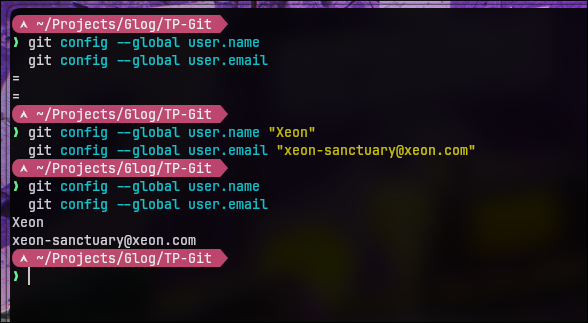 ~/Projects/Glog/TP-Git
❯ git config --global user.name
git config --global user.email
=
=
~/Projects/Glog/TP-Git
❯ git config --global user.name "Xeon"
git config --global user.email "xeon-sanctuary@xeon.com"
~/Projects/Glog/TP-Git
❯ git config --global user.name
git config --global user.email
Xeon
xeon-sanctuary@xeon.com
~/Projects/Glog/TP-Git
❯